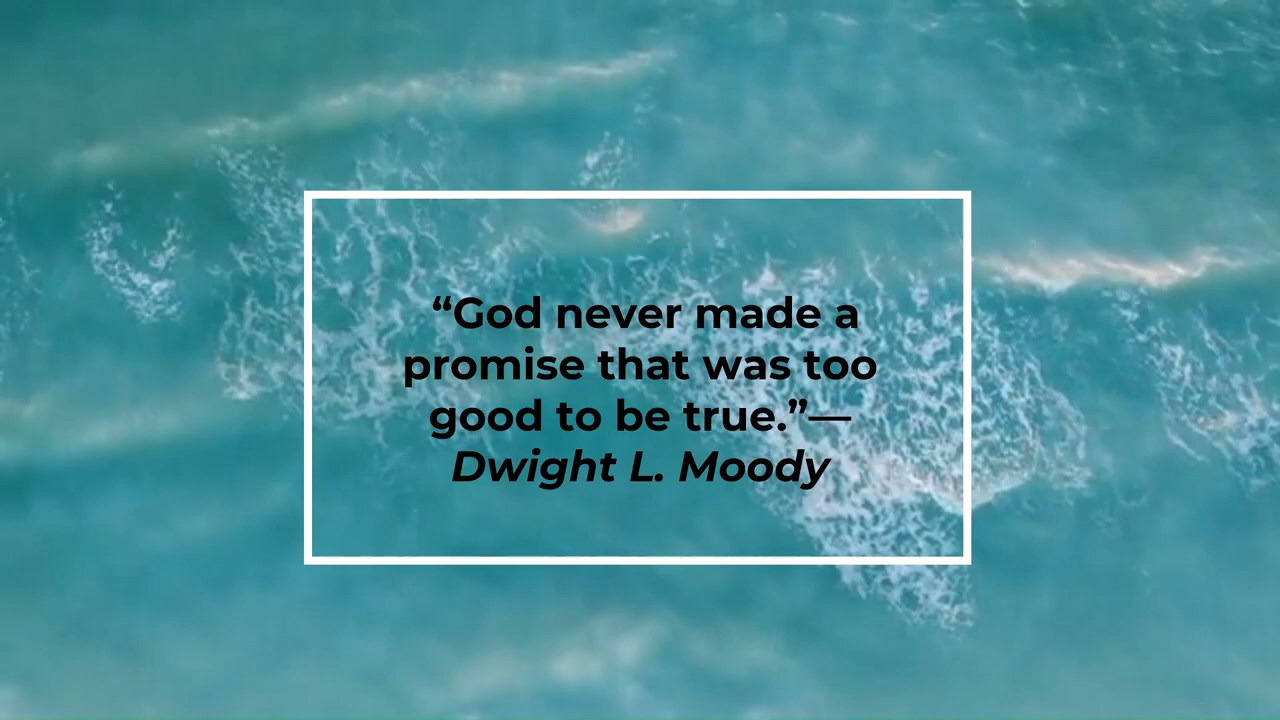 “God never made a
promise that was too
good to be true.”—
Dwight L. Moody